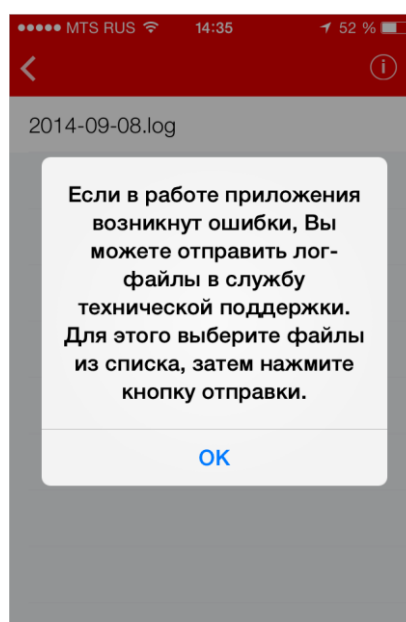 MTS RUS 14:35 52 %
2014-09-08.log
Если в работе приложения
возникнут ошибки, Вы
можете отправить лог-
файлы в службу
технической поддержки.
Для этого выберите файлы
из списка, затем нажмите
кнопку отправки.
OK